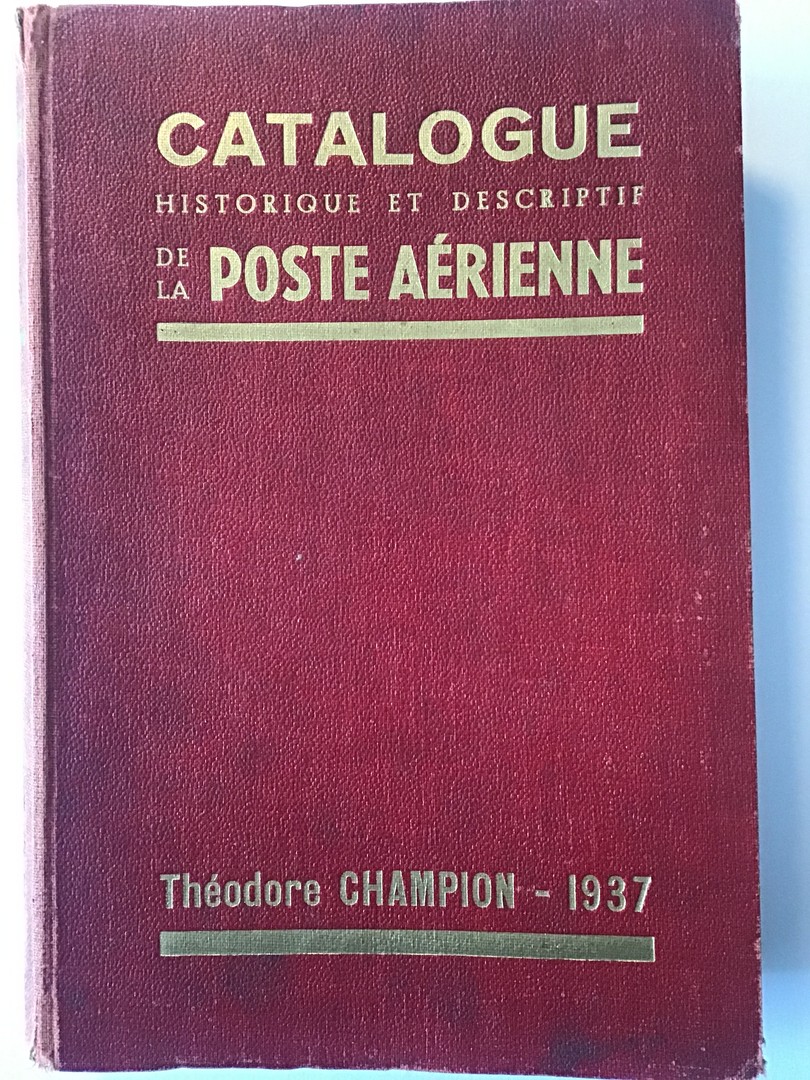 CATALOGUE
HISTORIQUE ET DESCRIPTIF
DE LA POSTE AÉRIENNE
Théodore CHAMPION - 1937